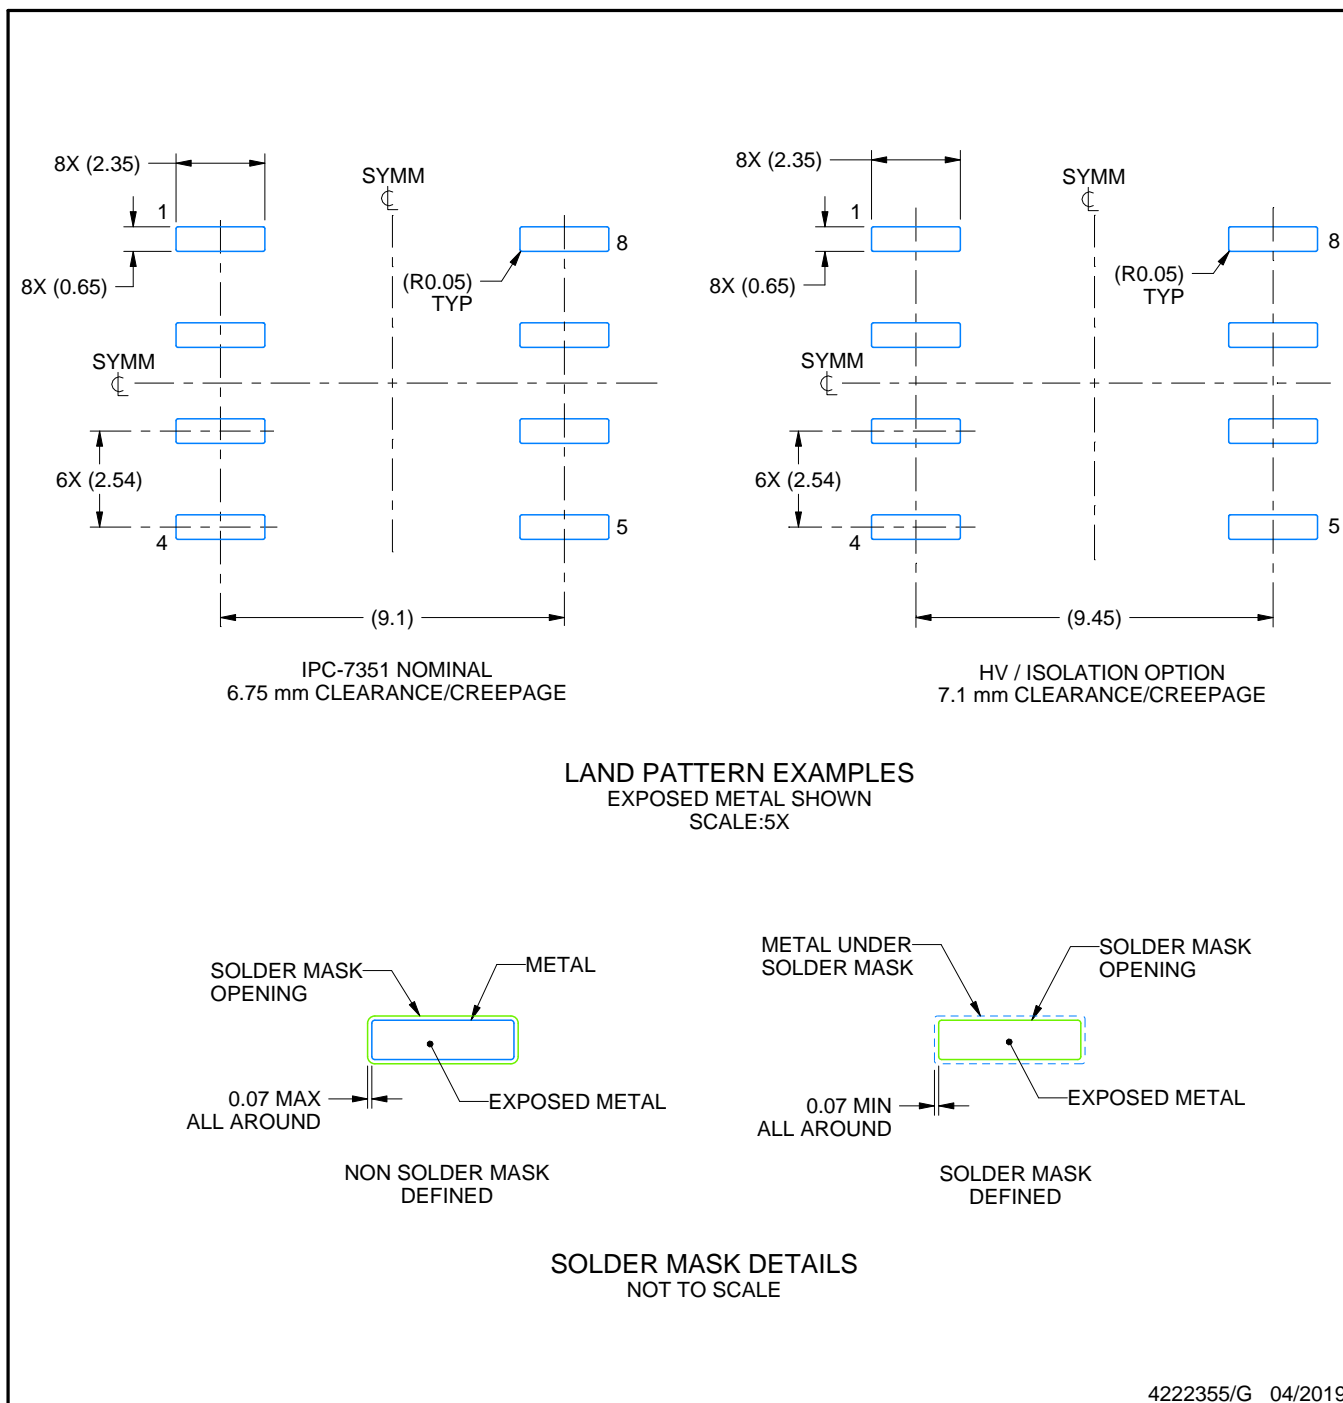 8X (2.35)
SYMM
1
8
8X (0.65)
(R0.05)
TYP
SYMM
6X (2.54)
4
5
(9.1)
IPC-7351 NOMINAL
6.75 mm CLEARANCE/CREEPAGE
8X (2.35)
SYMM
1
8
8X (0.65)
(R0.05)
TYP
SYMM
6X (2.54)
4
5
(9.45)
HV / ISOLATION OPTION
7.1 mm CLEARANCE/CREEPAGE
LAND PATTERN EXAMPLES
EXPOSED METAL SHOWN
SCALE:5X
SOLDER MASK
OPENING
METAL
0.07 MAX
ALL AROUND
EXPOSED METAL
NON SOLDER MASK
DEFINED
METAL UNDER
SOLDER MASK
SOLDER MASK
OPENING
0.07 MIN
ALL AROUND
EXPOSED METAL
SOLDER MASK
DEFINED
SOLDER MASK DETAILS
NOT TO SCALE
4222355/G 04/2019